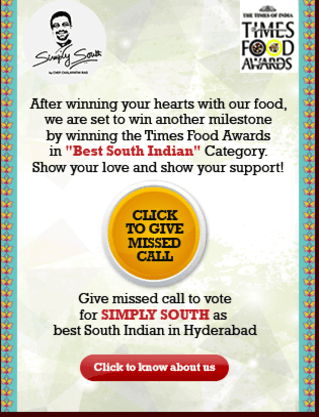 Simply South
by CHEF CHALAPATHI RAO
THE TIMES OF INDIA
TIMES
FOOD
AWARDS
After winning your hearts with our food,
we are set to win another milestone
by winning the Times Food Awards
in "Best South Indian" Category.
Show your love and show your support!
CLICK
TO GIVE
MISSED
CALL
Give missed call to vote
for SIMPLY SOUTH as
best South Indian in Hyderabad
Click to know about us